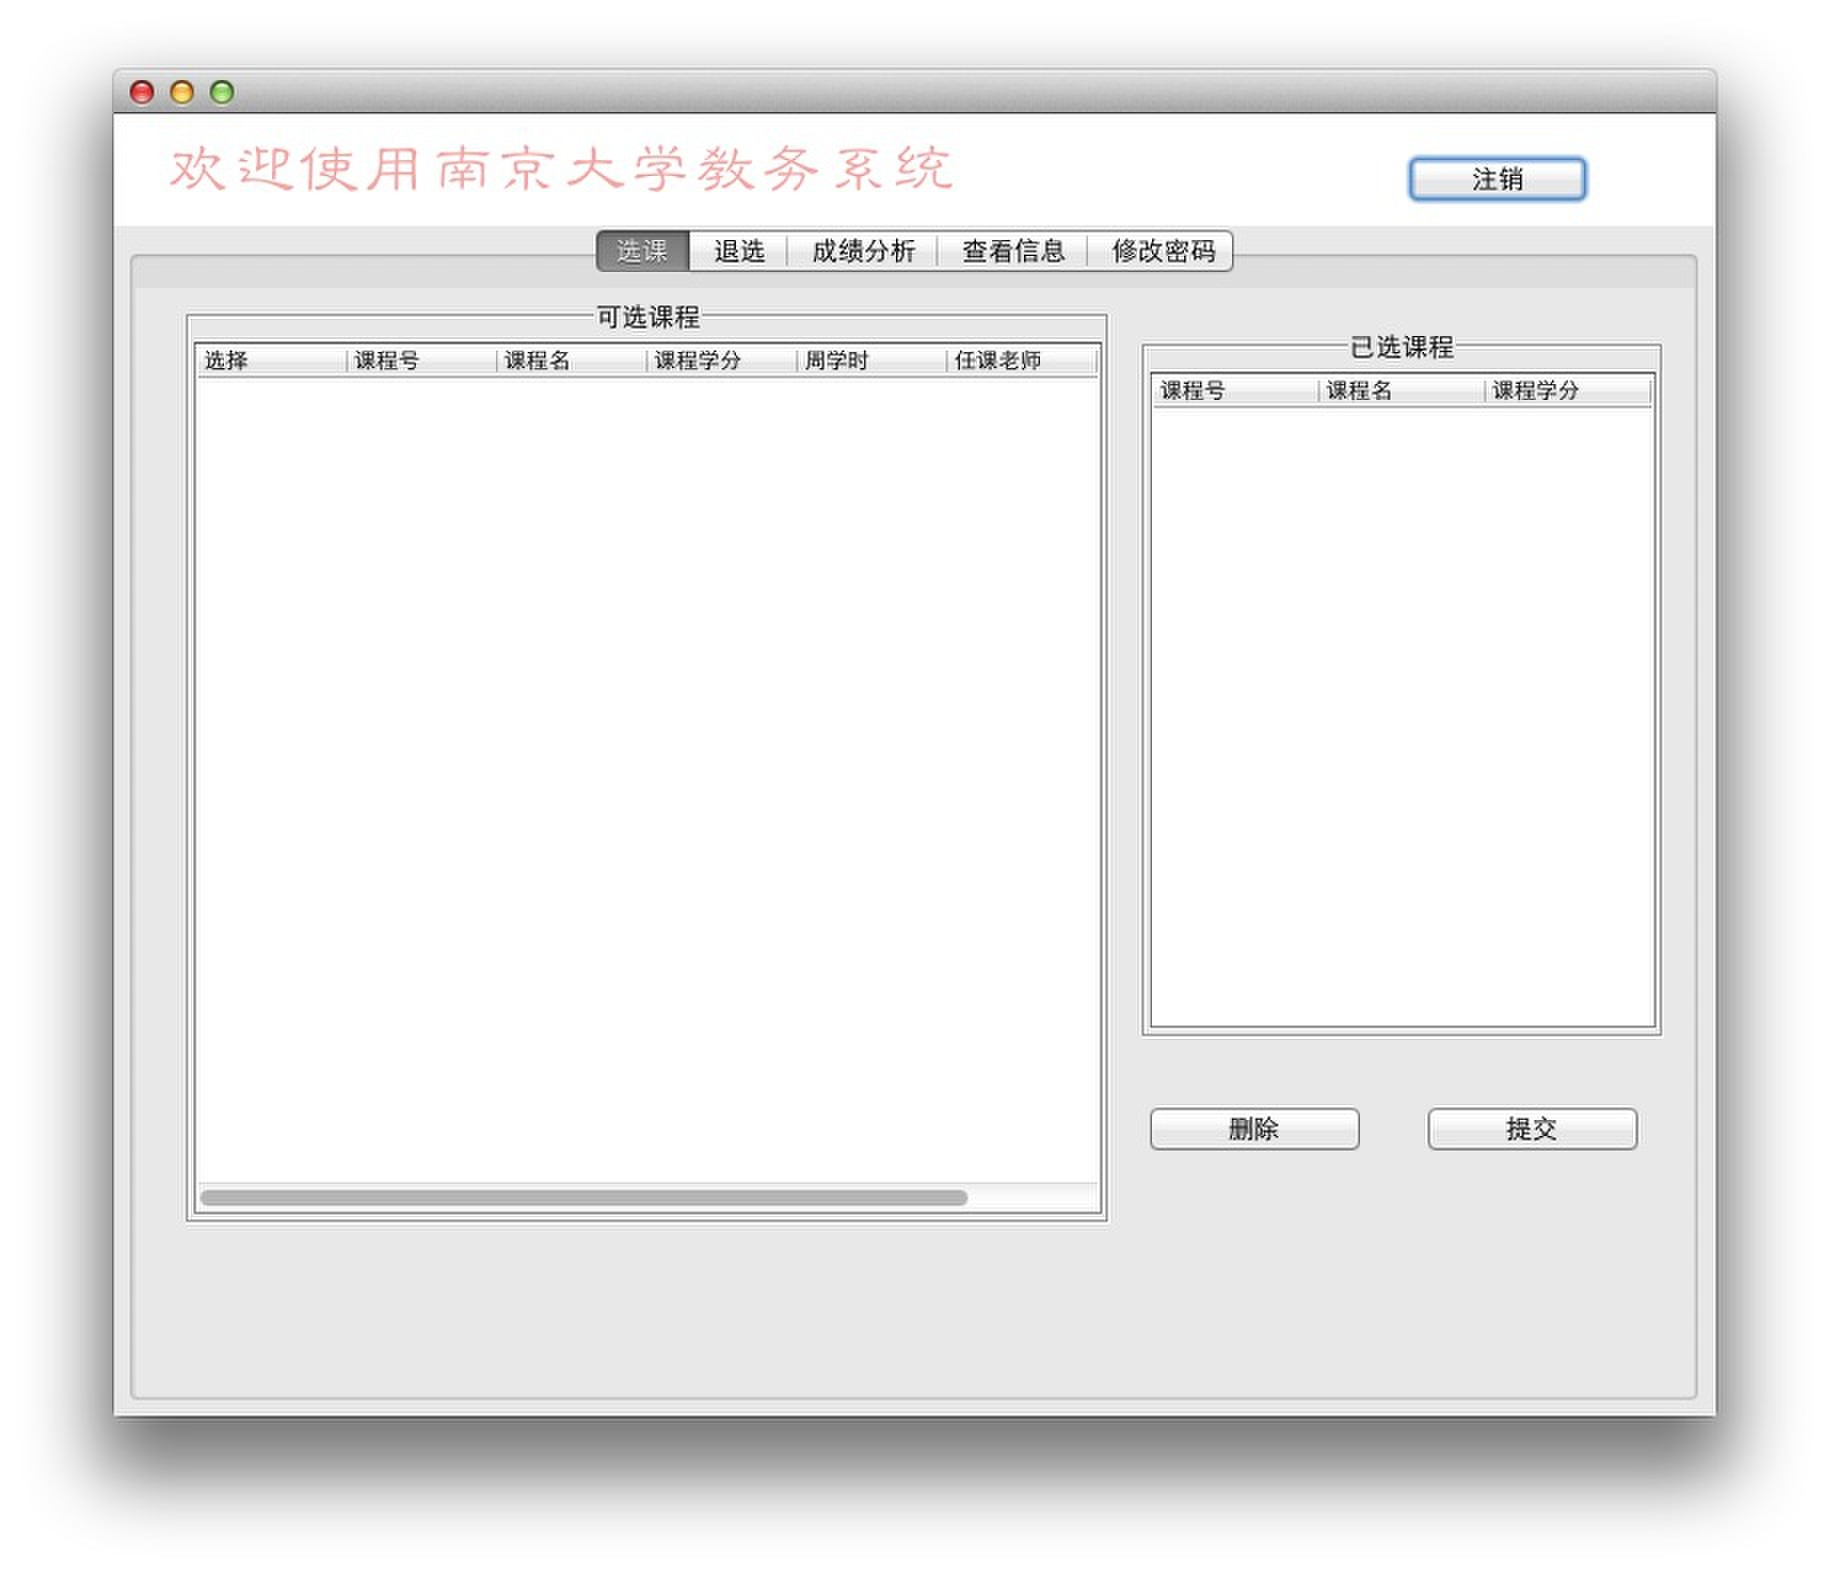 欢迎使用南京大学教务系统
注销
选课 退选 成绩分析 查看信息 修改密码
可选课程
选择 课程号 课程名 课程学分 周学时 任课老师
已选课程
课程号 课程名 课程学分
删除 提交